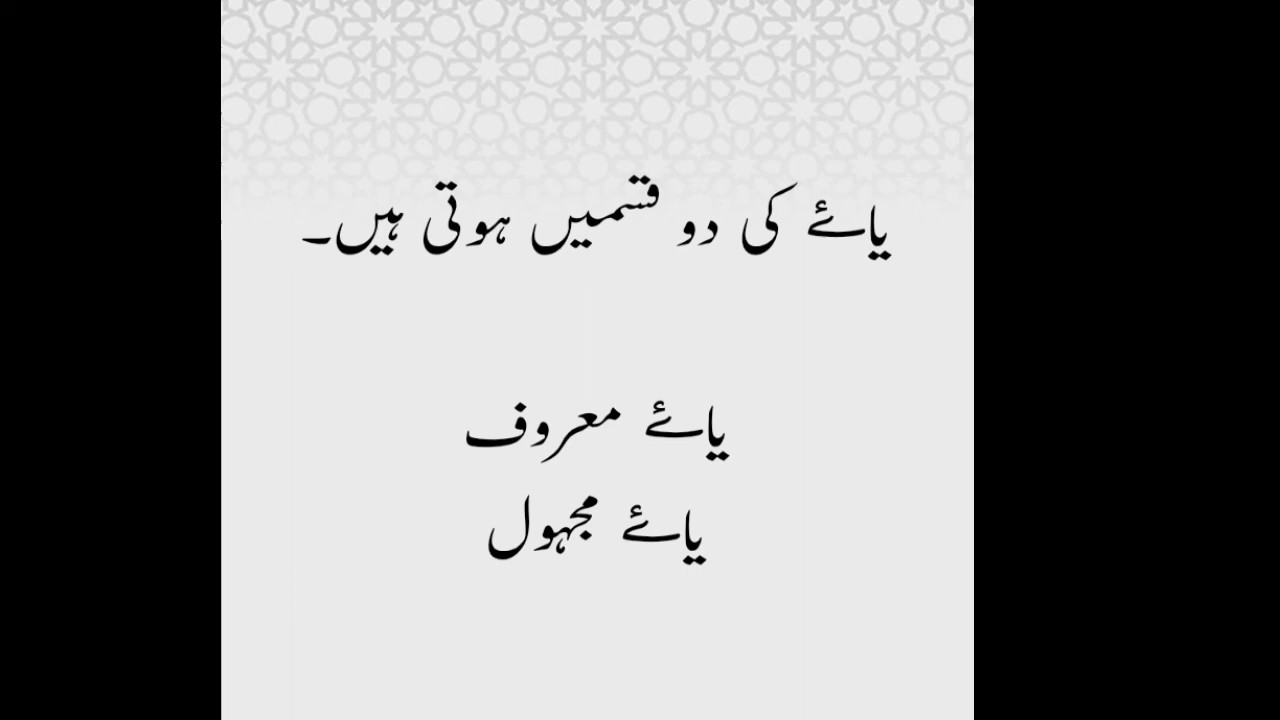 یائے کی دو قسمیں ہوتی ہیں۔
یائے معروف
یائے مجہول